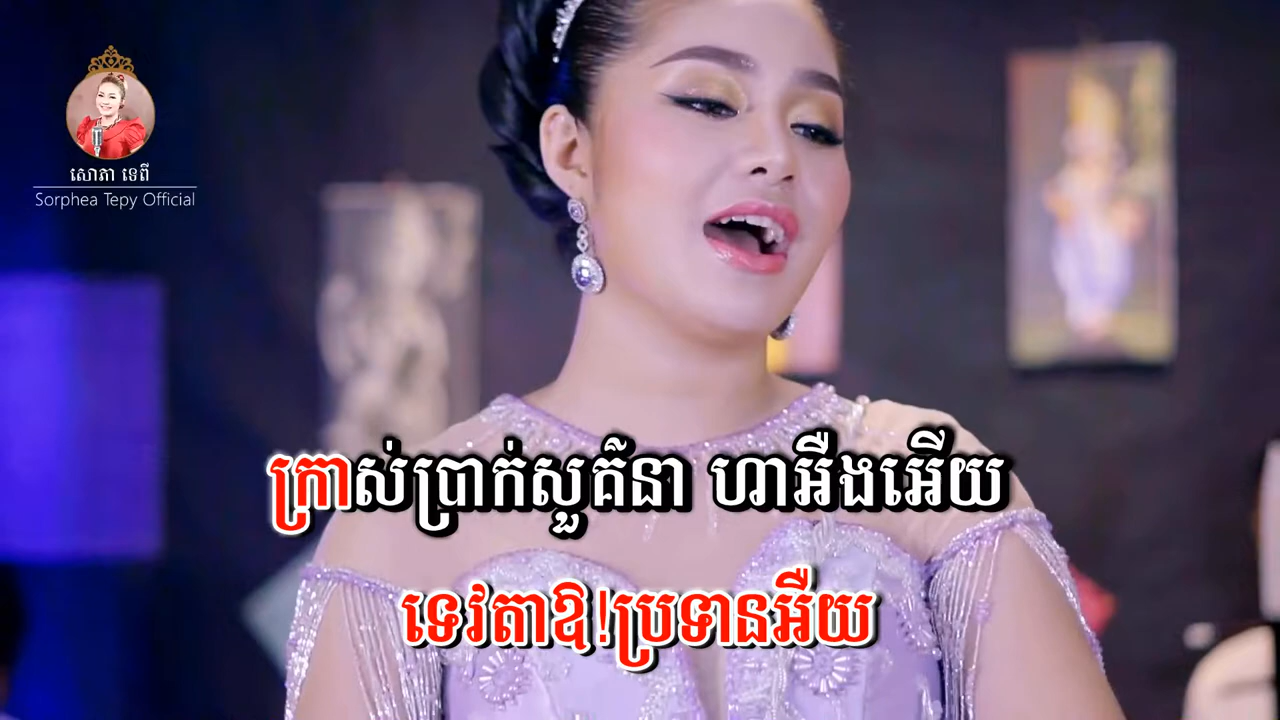 សោភា ទេពី
Sorphea Tepy Official
ក្រាស់ប្រាក់សួគ៌នា ហាអឺងអើយ
ទេវតាឱ!ប្រទានអឺយ